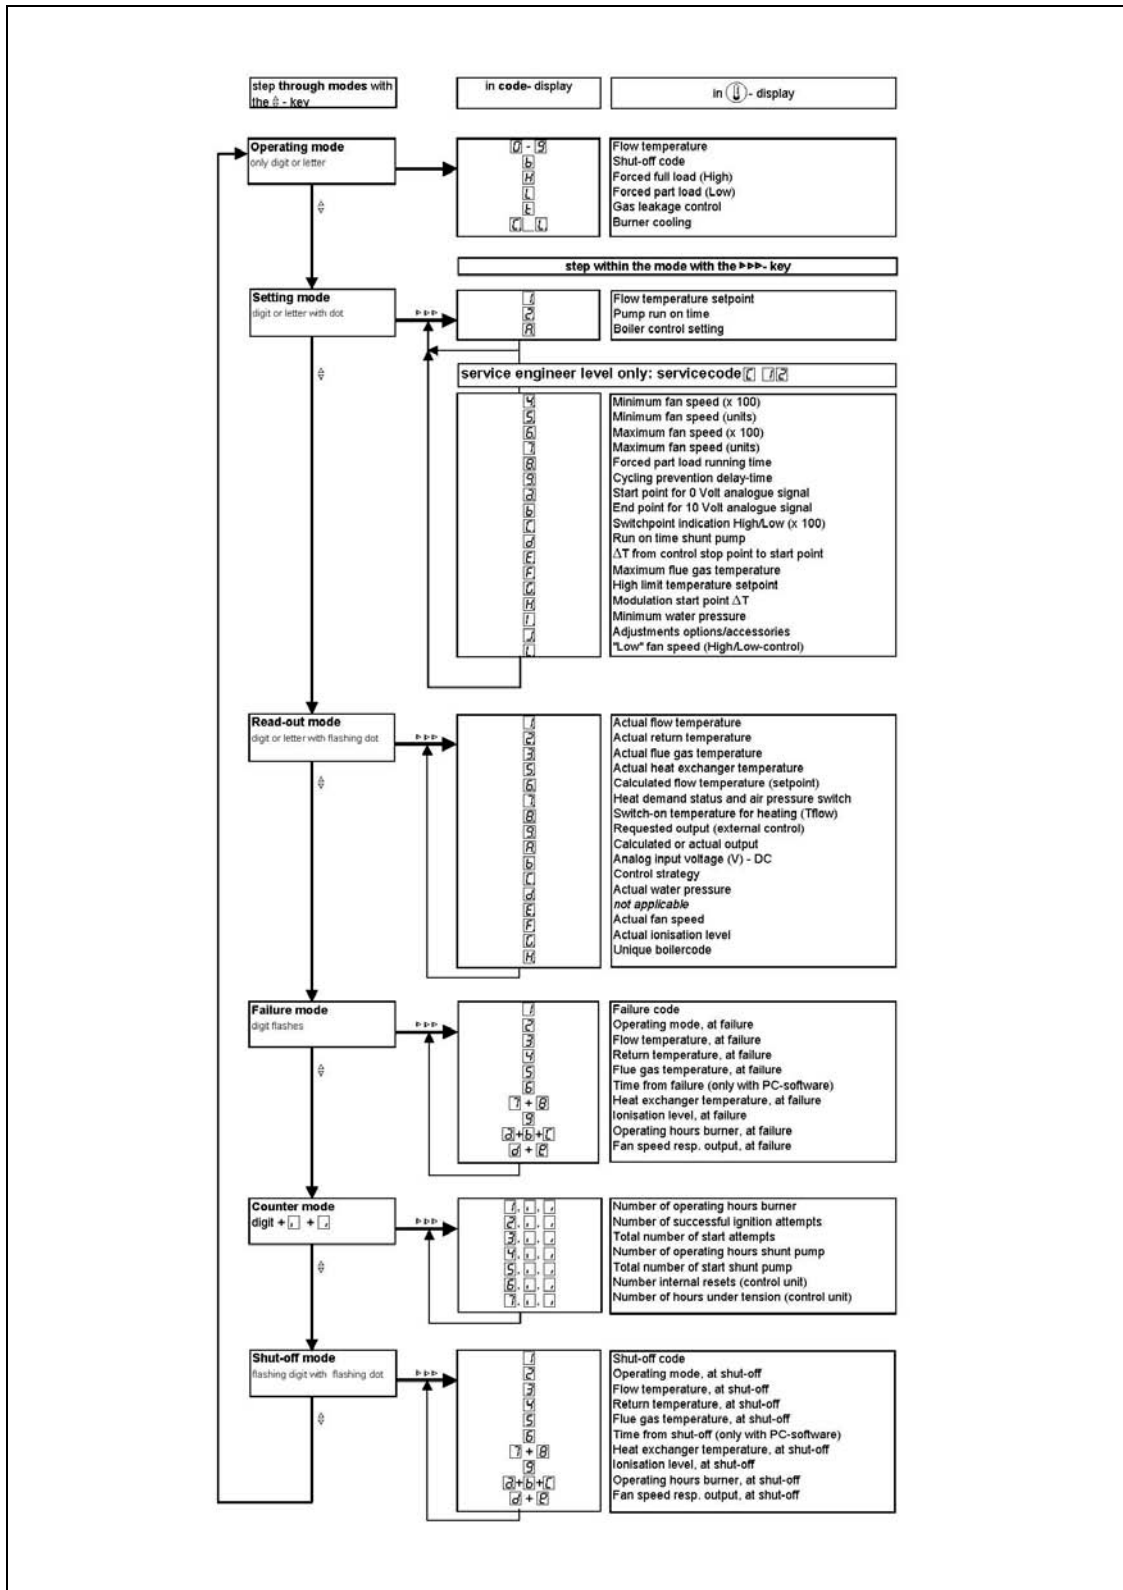 step through modes with
the ⇳ - key
in code- display
in 🌡 - display
Operating mode
only digit or letter
0 - 9 Flow temperature
b Shut-off code
H Forced full load (High)
L Forced part load (Low)
t Gas leakage control
C. L. Burner cooling
step within the mode with the ▷▷▷- key
Setting mode
digit or letter with dot
▷▷▷
1. Flow temperature setpoint
2. Pump run on time
A. Boiler control setting
service engineer level only: servicecode C 12
4. Minimum fan speed (x 100)
5. Minimum fan speed (units)
6. Maximum fan speed (x 100)
7. Maximum fan speed (units)
8. Forced part load running time
9. Cycling prevention delay-time
a. Start point for 0 Volt analogue signal
b. End point for 10 Volt analogue signal
C. Switchpoint indication High/Low (x 100)
d. Run on time shunt pump
E. ΔT from control stop point to start point
F. Maximum flue gas temperature
G. High limit temperature setpoint
H. Modulation start point ΔT
I. Minimum water pressure
J. Adjustments options/accessories
L. "Low" fan speed (High/Low-control)
Read-out mode
digit or letter with flashing dot
▷▷▷
1. Actual flow temperature
2. Actual return temperature
3. Actual flue gas temperature
5. Actual heat exchanger temperature
6. Calculated flow temperature (setpoint)
7. Heat demand status and air pressure switch
8. Switch-on temperature for heating (Tflow)
9. Requested output (external control)
A. Calculated or actual output
b. Analog input voltage (V) - DC
C. Control strategy
d. Actual water pressure
E. not applicable
F. Actual fan speed
G. Actual ionisation level
H. Unique boilercode
Failure mode
digit flashes
▷▷▷
1 Failure code
2 Operating mode, at failure
3 Flow temperature, at failure
4 Return temperature, at failure
5 Flue gas temperature, at failure
6 Time from failure (only with PC-software)
7 + 8 Heat exchanger temperature, at failure
9 Ionisation level, at failure
a+b+C Operating hours burner, at failure
d + e Fan speed resp. output, at failure
Counter mode
digit + , + ,
▷▷▷
1. , , Number of operating hours burner
2. , , Number of successful ignition attempts
3. , , Total number of start attempts
4. , , Number of operating hours shunt pump
5. , , Total number of start shunt pump
6. , , Number internal resets (control unit)
7. , , Number of hours under tension (control unit)
Shut-off mode
flashing digit with flashing dot
▷▷▷
1 Shut-off code
2 Operating mode, at shut-off
3 Flow temperature, at shut-off
4 Return temperature, at shut-off
5 Flue gas temperature, at shut-off
6 Time from shut-off (only with PC-software)
7 + 8 Heat exchanger temperature, at shut-off
9 Ionisation level, at shut-off
a+b+C Operating hours burner, at shut-off
d + e Fan speed resp. output, at shut-off